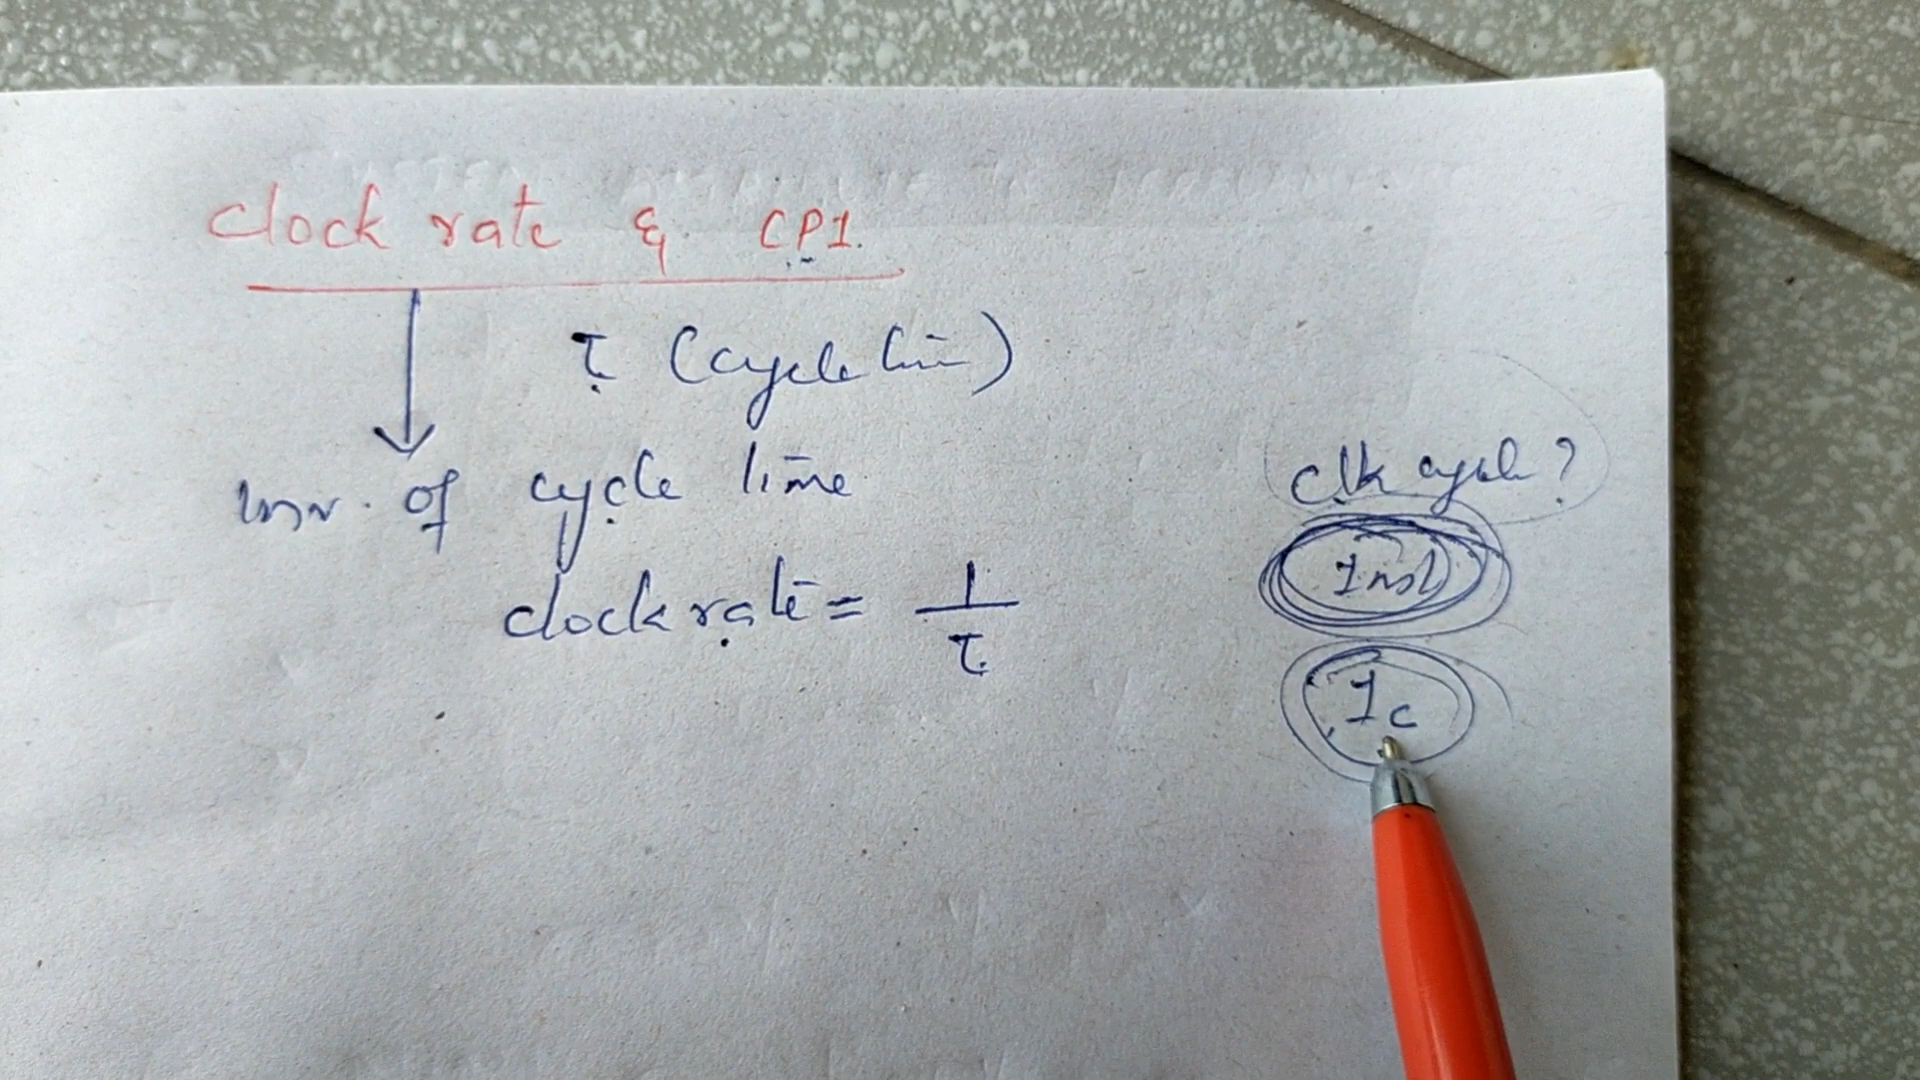 Clock rate & CPI.
τ (cycle time)
Inv. of cycle time
clock rate = 1/τ
clk cycle?
Inst
Ic